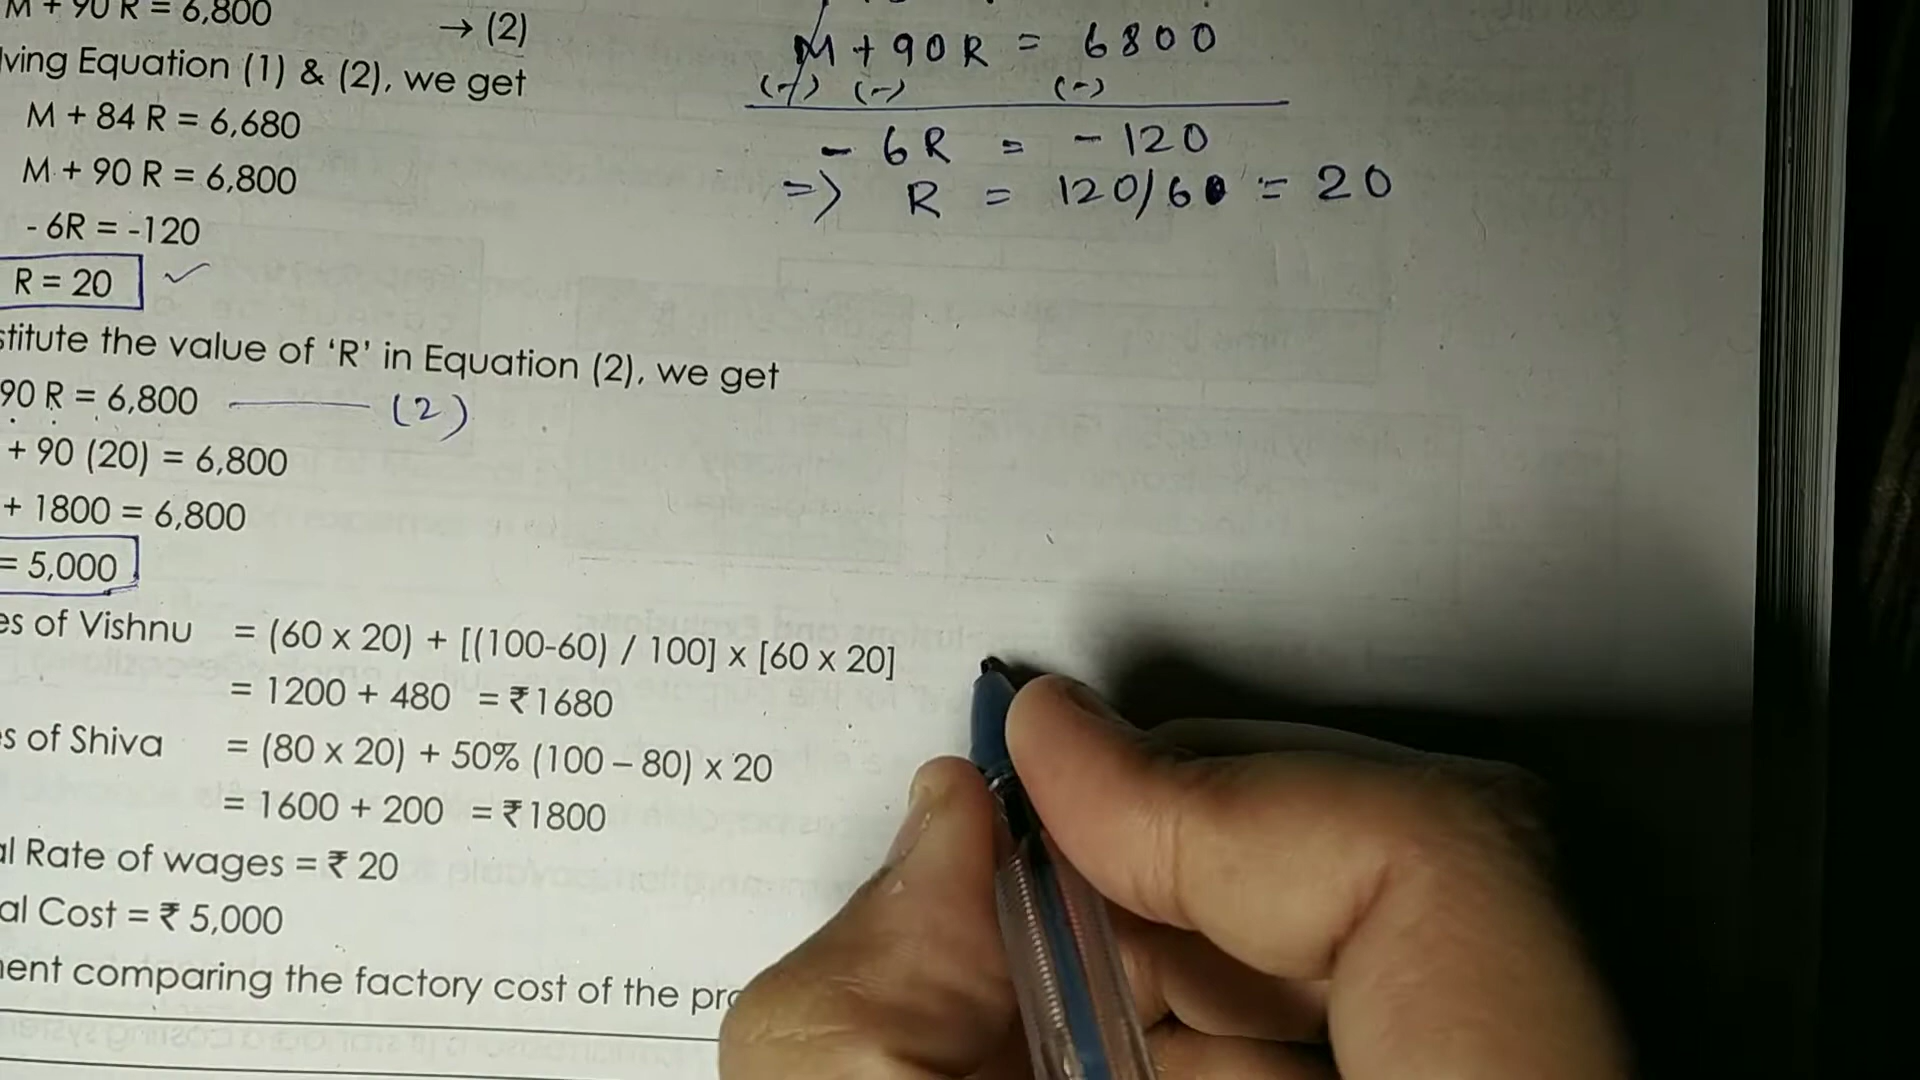 M + 90 R = 6,800 → (2)
ving Equation (1) & (2), we get
M + 84 R = 6,680
M + 90 R = 6,800
- 6R = -120
R = 20
stitute the value of ‘R’ in Equation (2), we get
90 R = 6,800 (2)
+ 90 (20) = 6,800
+ 1800 = 6,800
= 5,000
es of Vishnu = (60 x 20) + [(100-60) / 100] x [60 x 20]
= 1200 + 480 = ₹1680
s of Shiva = (80 x 20) + 50% (100 – 80) x 20
= 1600 + 200 = ₹1800
al Rate of wages = ₹ 20
al Cost = ₹ 5,000
ent comparing the factory cost of the pro
M + 90 R = 6800
(-) (-) (-)
- 6R = - 120
=> R = 120/6 = 20